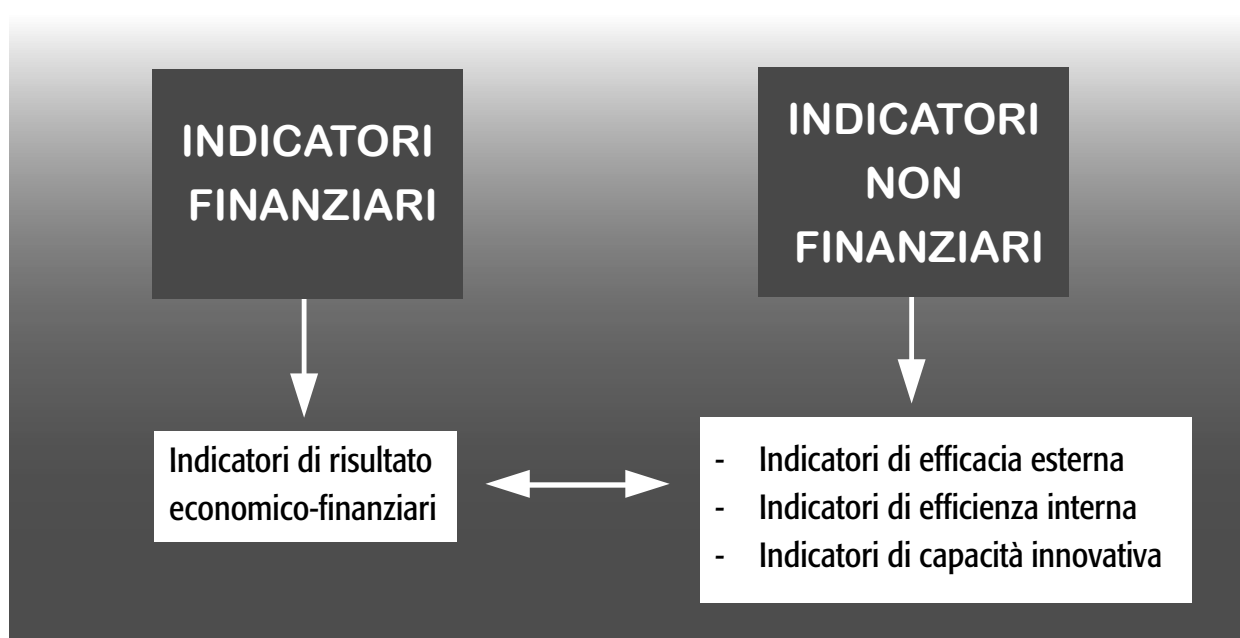 INDICATORI
FINANZIARI
INDICATORI
NON
FINANZIARI
Indicatori di risultato
economico-finanziari
- Indicatori di efficacia esterna
- Indicatori di efficienza interna
- Indicatori di capacità innovativa